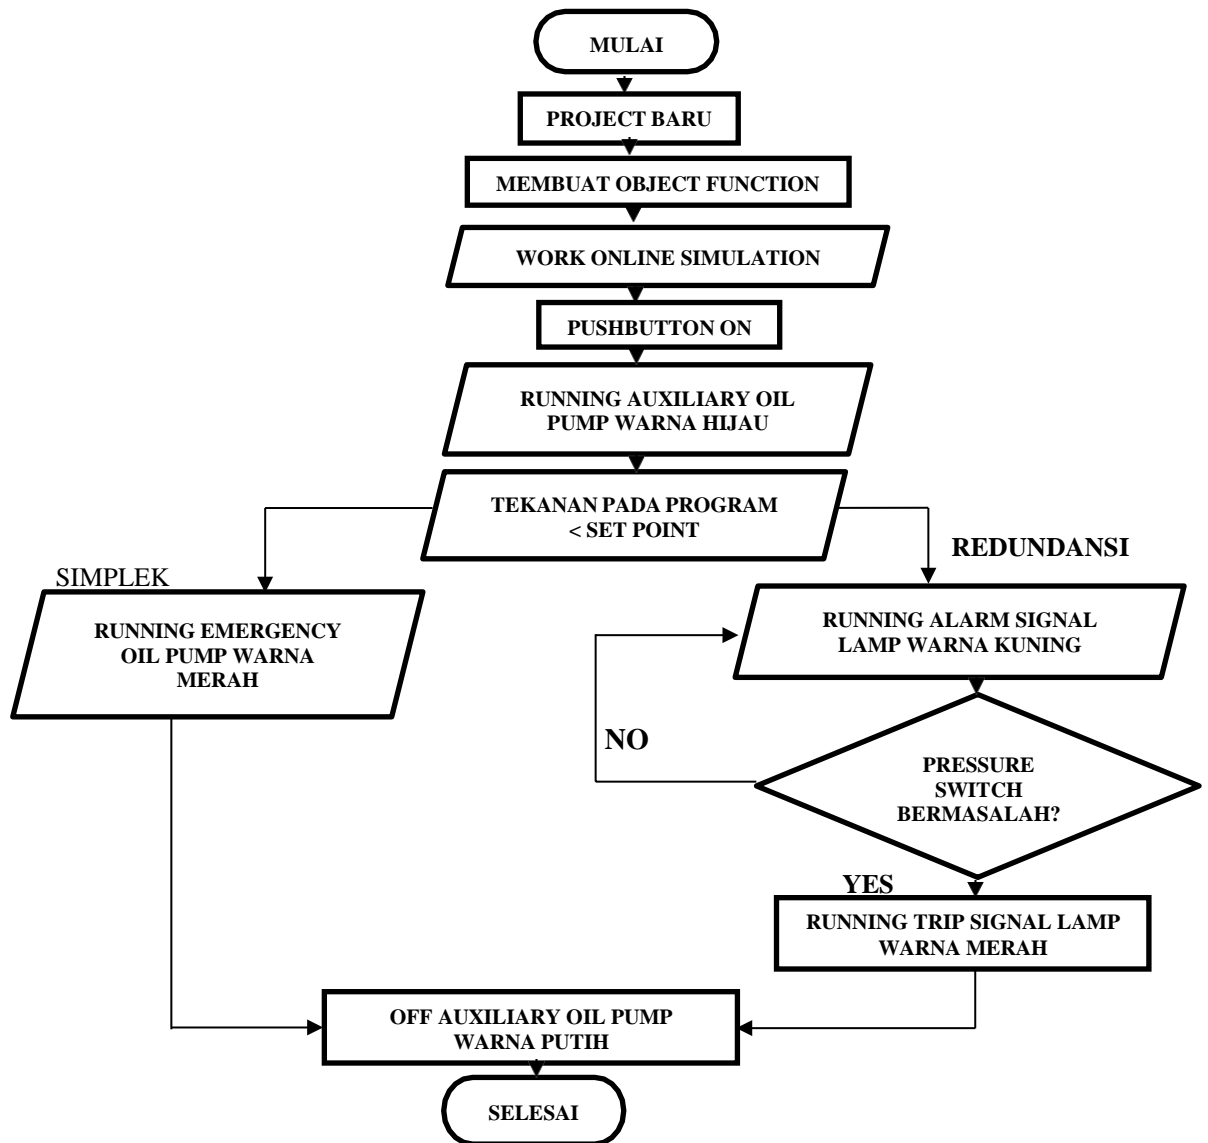 MULAI
PROJECT BARU
MEMBUAT OBJECT FUNCTION
WORK ONLINE SIMULATION
PUSHBUTTON ON
RUNNING AUXILIARY OIL
PUMP WARNA HIJAU
TEKANAN PADA PROGRAM
< SET POINT
SIMPLEK
RUNNING EMERGENCY
OIL PUMP WARNA
MERAH
REDUNDANSI
RUNNING ALARM SIGNAL
LAMP WARNA KUNING
NO
PRESSURE
SWITCH
BERMASALAH?
YES
RUNNING TRIP SIGNAL LAMP
WARNA MERAH
OFF AUXILIARY OIL PUMP
WARNA PUTIH
SELESAI